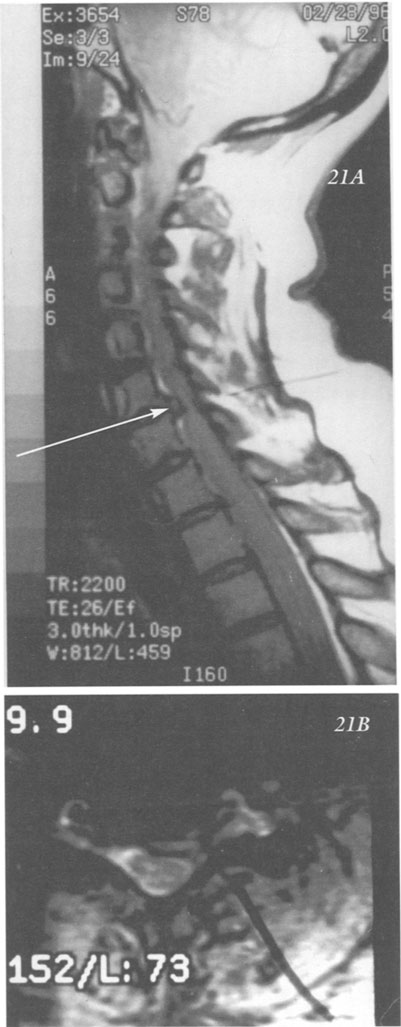 Ex:3654
Se:3/3
Im:9/24
S78
02/28/96
L2.0
21A
A
6
6
P
5
4
TR:2200
TE:26/Ef
3.0thk/1.0sp
W:812/L:459
I160
9.9
21B
152/L: 73